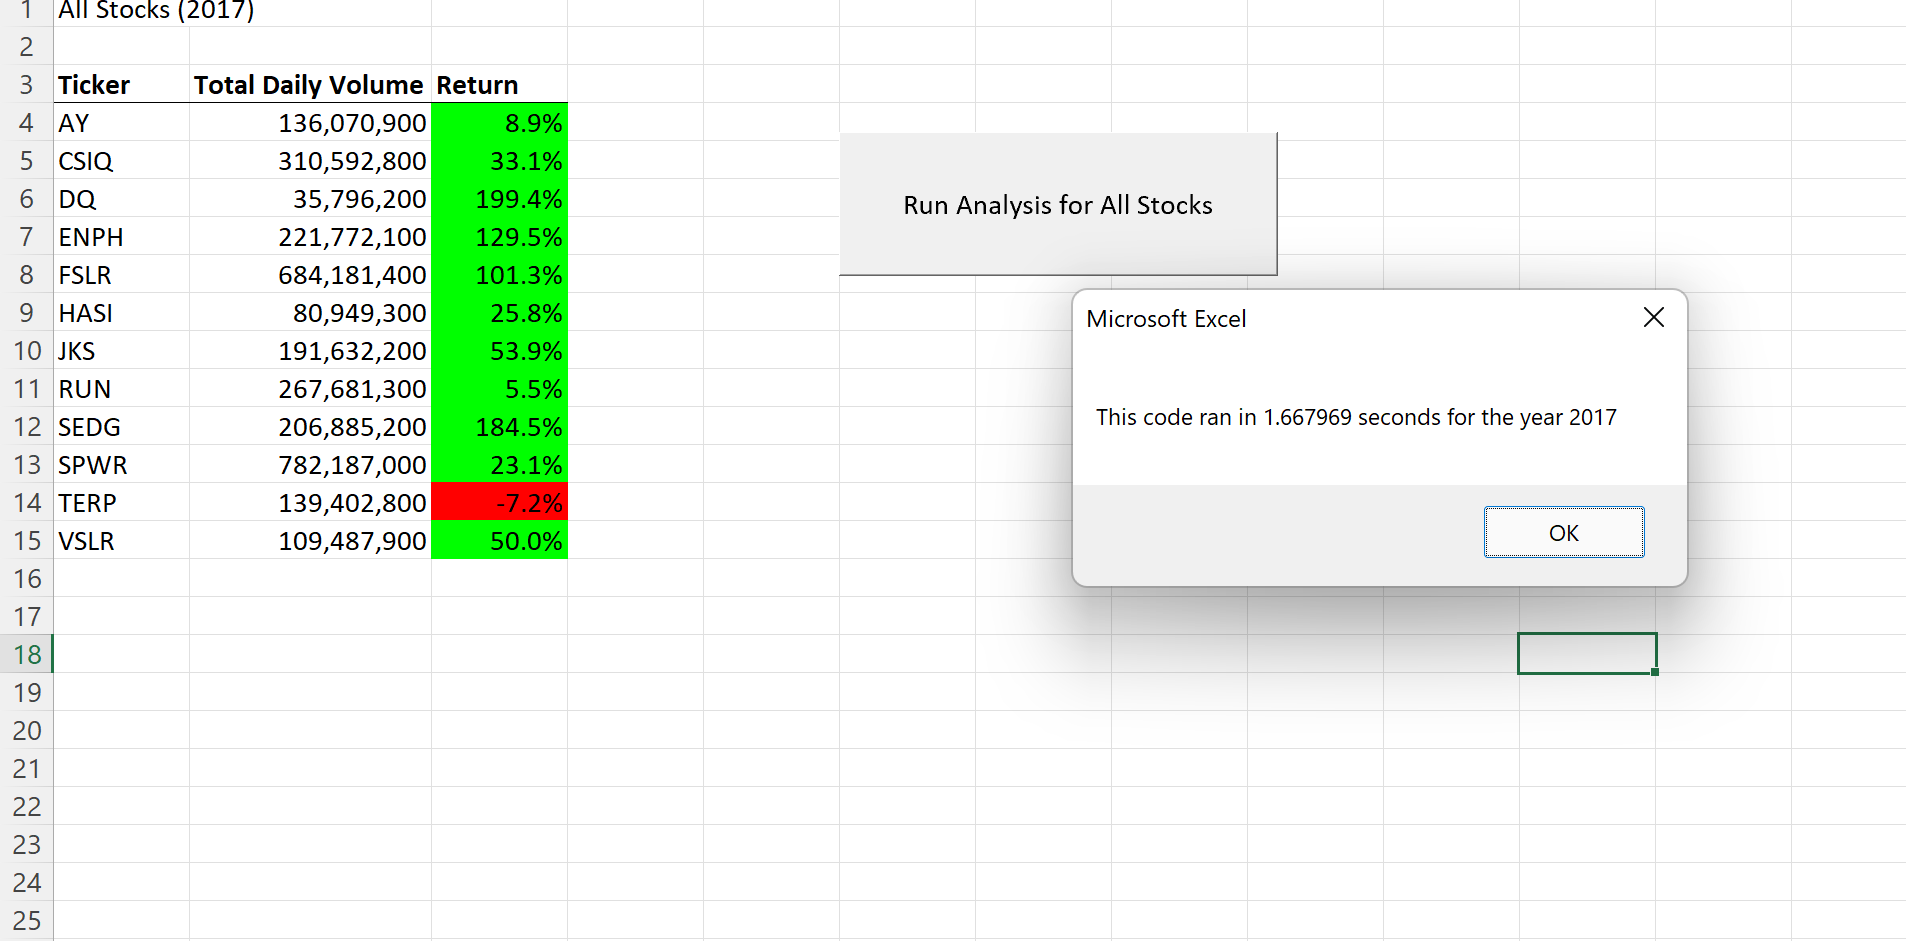 1 All Stocks (2017)
2
3 Ticker Total Daily Volume Return
4 AY 136,070,900 8.9%
5 CSIQ 310,592,800 33.1%
6 DQ 35,796,200 199.4%
7 ENPH 221,772,100 129.5%
8 FSLR 684,181,400 101.3%
9 HASI 80,949,300 25.8%
10 JKS 191,632,200 53.9%
11 RUN 267,681,300 5.5%
12 SEDG 206,885,200 184.5%
13 SPWR 782,187,000 23.1%
14 TERP 139,402,800 -7.2%
15 VSLR 109,487,900 50.0%
16
17
18
19
20
21
22
23
24
25
Run Analysis for All Stocks
Microsoft Excel
This code ran in 1.667969 seconds for the year 2017
OK